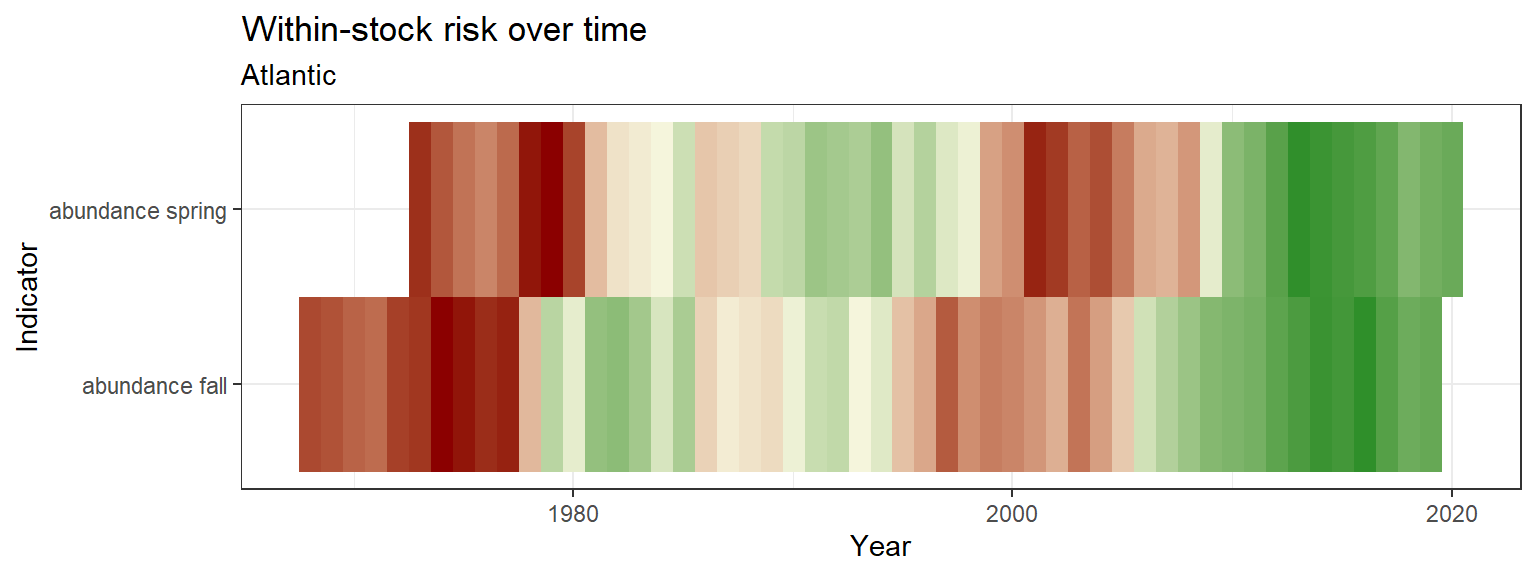 Within-stock risk over time
Atlantic
Indicator
abundance spring
abundance fall
1980 2000 2020
Year